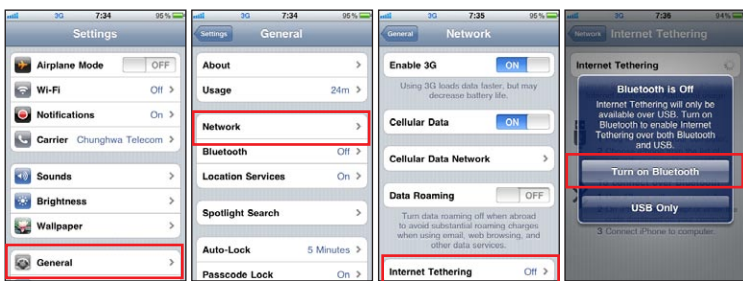 3G 7:34 95%
Settings
Airplane Mode OFF
Wi-Fi Off
Notifications On
Carrier Chunghwa Telecom
Sounds
Brightness
Wallpaper
General
3G 7:34 95%
Settings General
About
Usage 24m
Network
Bluetooth Off
Location Services On
Spotlight Search
Auto-Lock 5 Minutes
Passcode Lock On
3G 7:35 95%
General Network
Enable 3G ON
Using 3G loads data faster, but may
decrease battery life.
Cellular Data ON
Cellular Data Network
Data Roaming OFF
Turn data roaming off when abroad
to avoid substantial roaming charges
when using email, web browsing, and
other data services.
Internet Tethering Off
3G 7:36 94%
Network Internet Tethering
Internet Tethering
Bluetooth is Off
Internet Tethering will only be
available over USB. Turn on
Bluetooth to enable Internet
Tethering over both Bluetooth
and USB.
Turn on Bluetooth
USB Only
3 Connect iPhone to computer.